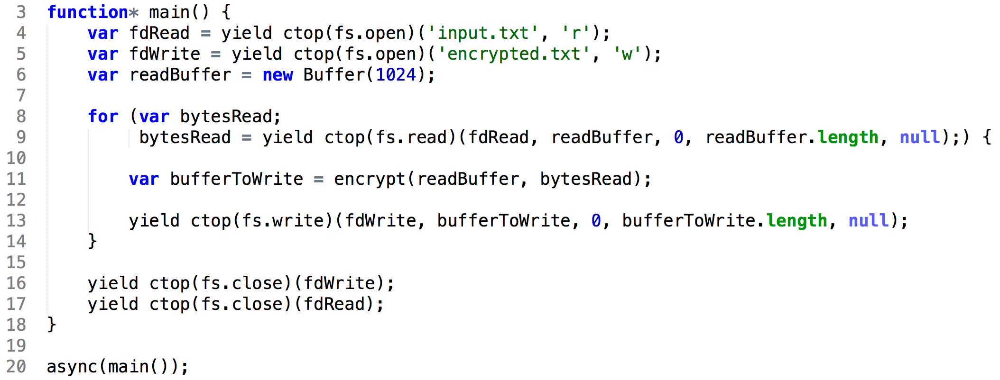 3 function* main() {
4     var fdRead = yield ctop(fs.open)('input.txt', 'r');
5     var fdWrite = yield ctop(fs.open)('encrypted.txt', 'w');
6     var readBuffer = new Buffer(1024);
7
8     for (var bytesRead;
9          bytesRead = yield ctop(fs.read)(fdRead, readBuffer, 0, readBuffer.length, null);) {
10
11         var bufferToWrite = encrypt(readBuffer, bytesRead);
12
13         yield ctop(fs.write)(fdWrite, bufferToWrite, 0, bufferToWrite.length, null);
14     }
15
16     yield ctop(fs.close)(fdWrite);
17     yield ctop(fs.close)(fdRead);
18 }
19
20 async(main());